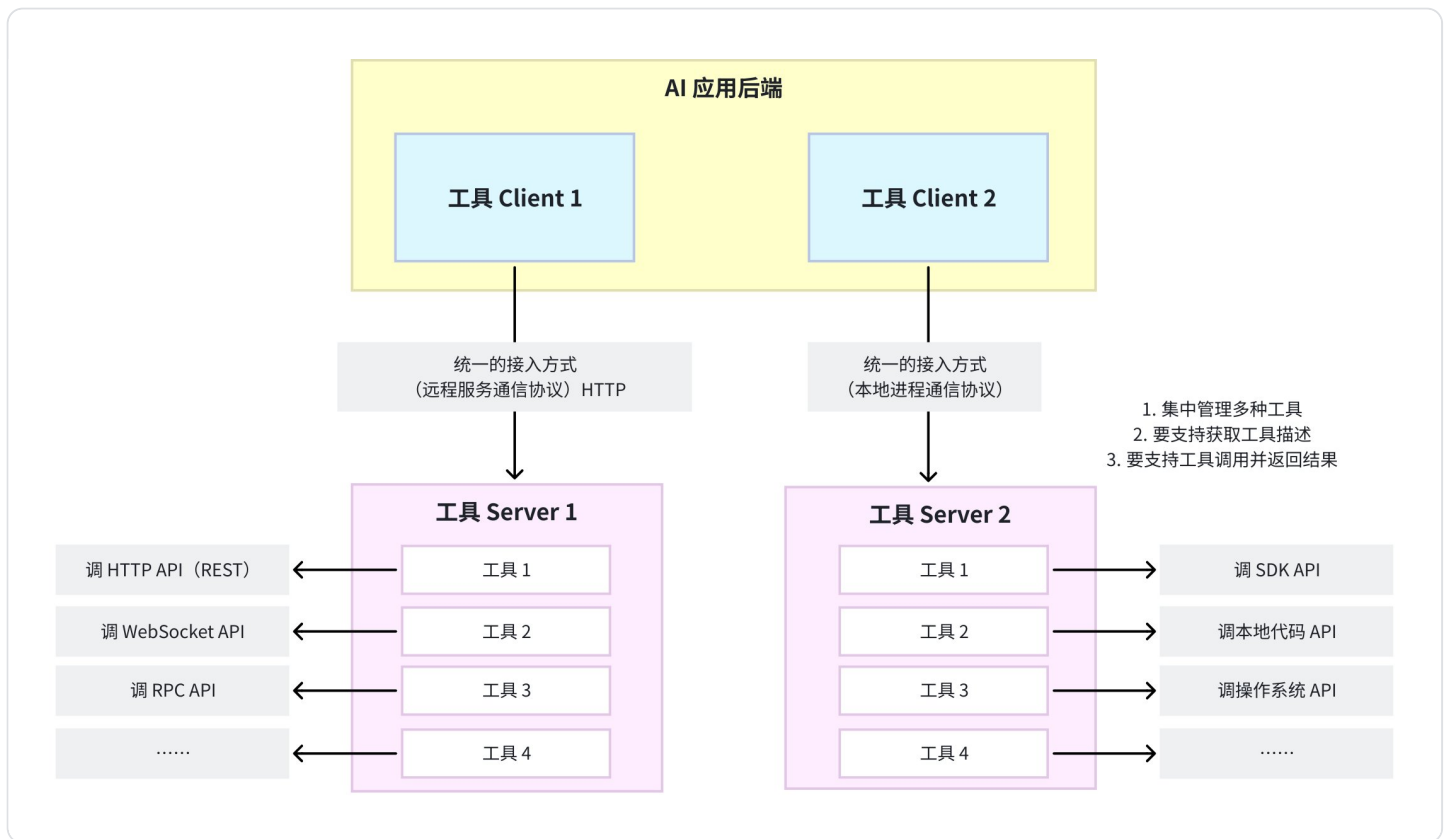 AI 应用后端
工具 Client 1
工具 Client 2
统一的接入方式
（远程服务通信协议）HTTP
统一的接入方式
（本地进程通信协议）
1. 集中管理多种工具
2. 要支持获取工具描述
3. 要支持工具调用并返回结果
工具 Server 1
调 HTTP API（REST）
工具 1
调 WebSocket API
工具 2
调 RPC API
工具 3
……
工具 4
工具 Server 2
工具 1
调 SDK API
工具 2
调本地代码 API
工具 3
调操作系统 API
工具 4
……